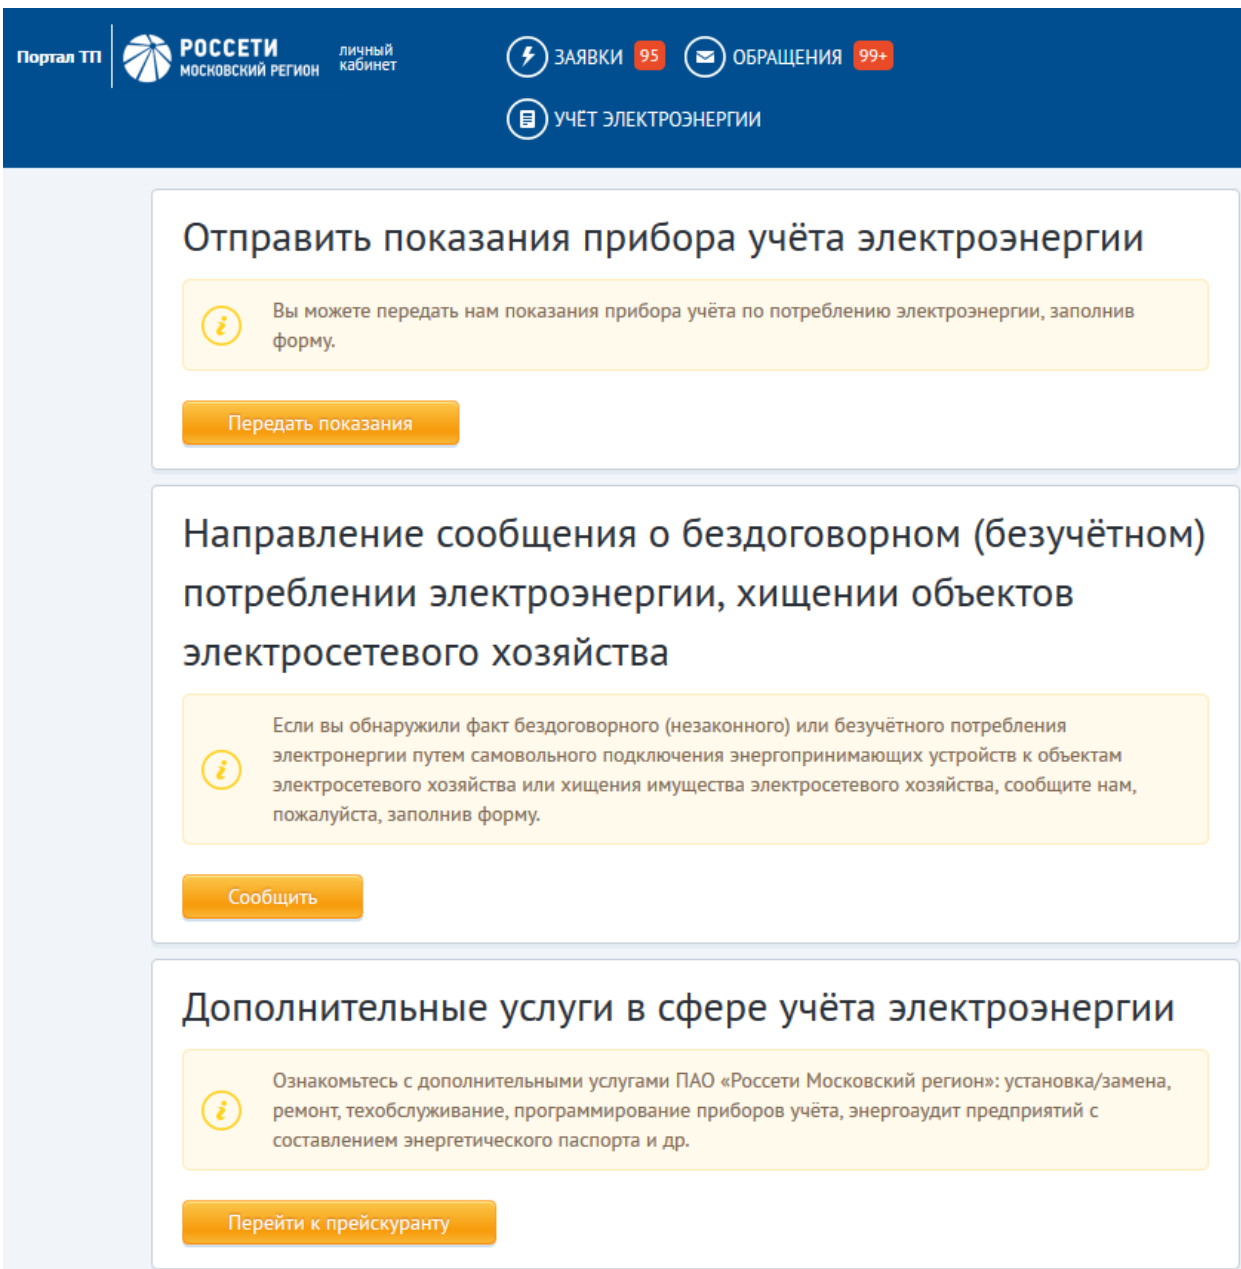 Портал ТП
РОССЕТИ
МОСКОВСКИЙ РЕГИОН
личный
кабинет
ЗАЯВКИ 95 ОБРАЩЕНИЯ 99+
УЧЁТ ЭЛЕКТРОЭНЕРГИИ
Отправить показания прибора учёта электроэнергии
Вы можете передать нам показания прибора учёта по потреблению электроэнергии, заполнив
форму.
Передать показания
Направление сообщения о бездоговорном (безучётном)
потреблении электроэнергии, хищении объектов
электросетевого хозяйства
Если вы обнаружили факт бездоговорного (незаконного) или безучётного потребления
электронергии путем самовольного подключения энергопринимающих устройств к объектам
электросетевого хозяйства или хищения имущества электросетевого хозяйства, сообщите нам,
пожалуйста, заполнив форму.
Сообщить
Дополнительные услуги в сфере учёта электроэнергии
Ознакомьтесь с дополнительными услугами ПАО «Россети Московский регион»: установка/замена,
ремонт, техобслуживание, программирование приборов учёта, энергоаудит предприятий с
составлением энергетического паспорта и др.
Перейти к прейскуранту